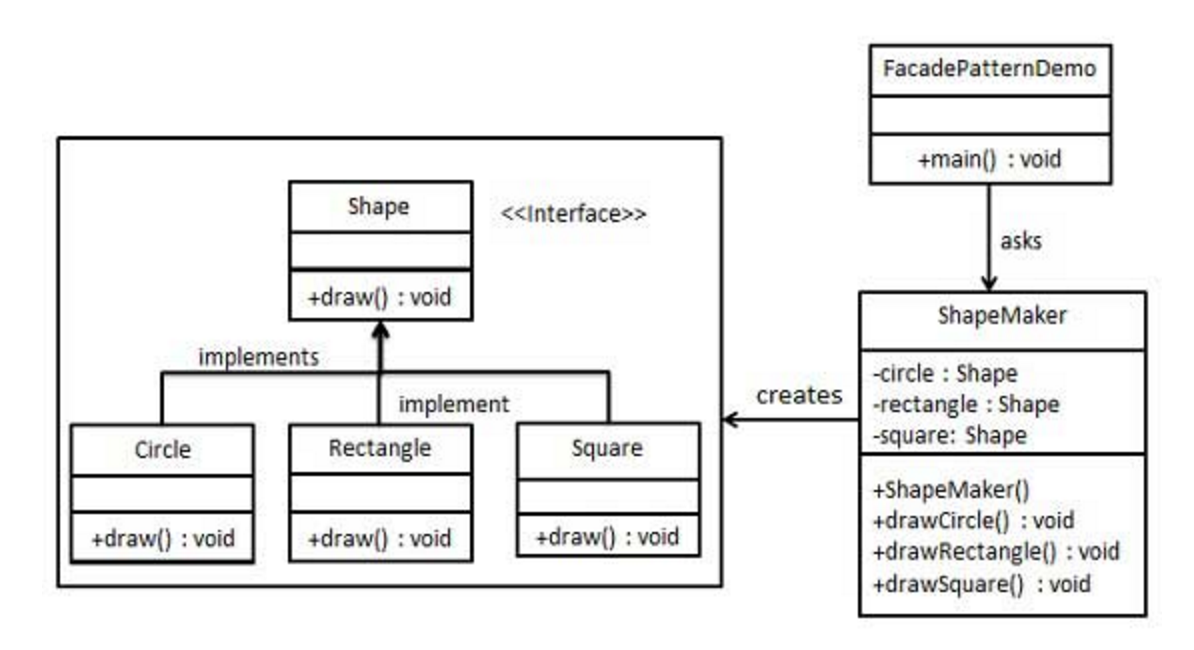 FacadePatternDemo
+main() : void
asks
Shape
<<Interface>>
+draw() : void
implements
implement
Circle
+draw() : void
Rectangle
+draw() : void
Square
+draw() : void
creates
ShapeMaker
-circle : Shape
-rectangle : Shape
-square: Shape
+ShapeMaker()
+drawCircle() : void
+drawRectangle() : void
+drawSquare() : void